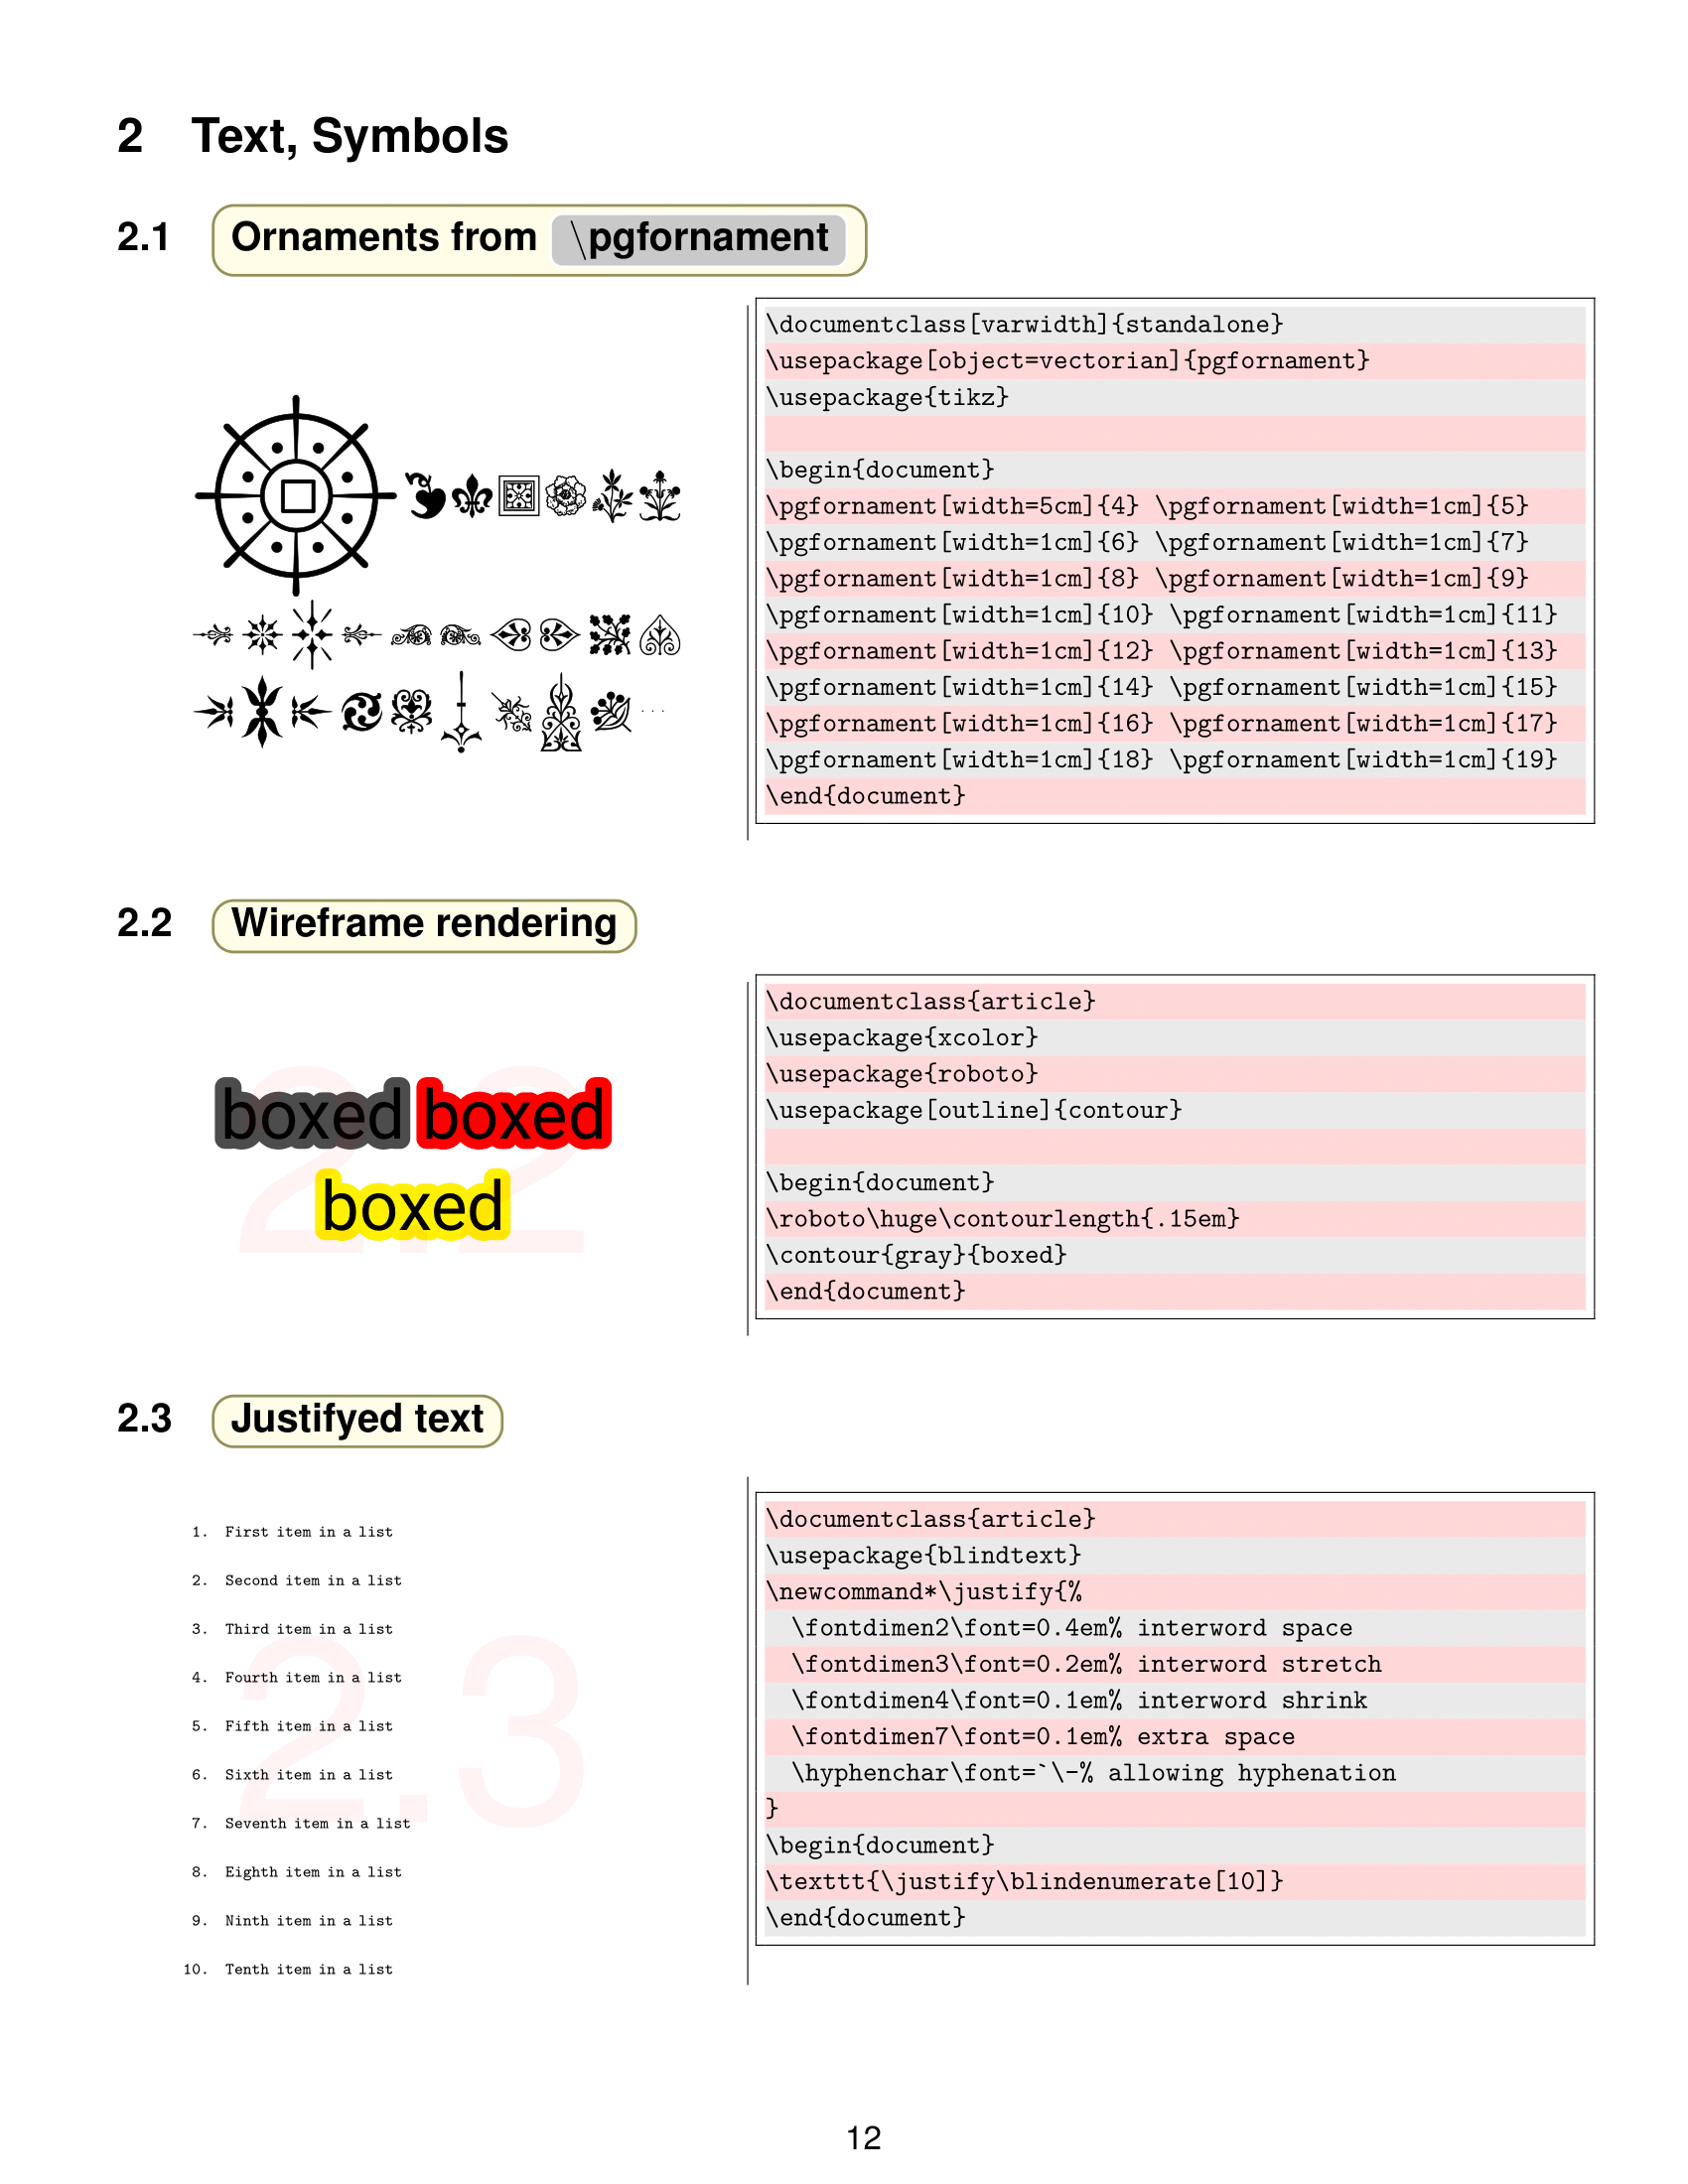 2 Text, Symbols
2.1 Ornaments from \pgfornament
\documentclass[varwidth]{standalone}
\usepackage[object=vectorian]{pgfornament}
\usepackage{tikz}
\begin{document}
\pgfornament[width=5cm]{4} \pgfornament[width=1cm]{5}
\pgfornament[width=1cm]{6} \pgfornament[width=1cm]{7}
\pgfornament[width=1cm]{8} \pgfornament[width=1cm]{9}
\pgfornament[width=1cm]{10} \pgfornament[width=1cm]{11}
\pgfornament[width=1cm]{12} \pgfornament[width=1cm]{13}
\pgfornament[width=1cm]{14} \pgfornament[width=1cm]{15}
\pgfornament[width=1cm]{16} \pgfornament[width=1cm]{17}
\pgfornament[width=1cm]{18} \pgfornament[width=1cm]{19}
\end{document}
...
2.2 Wireframe rendering
2.2
boxed boxed
boxed
\documentclass{article}
\usepackage{xcolor}
\usepackage{roboto}
\usepackage[outline]{contour}
\begin{document}
\roboto\huge\contourlength{.15em}
\contour{gray}{boxed}
\end{document}
2.3 Justifyed text
2.3
1. First item in a list
2. Second item in a list
3. Third item in a list
4. Fourth item in a list
5. Fifth item in a list
6. Sixth item in a list
7. Seventh item in a list
8. Eighth item in a list
9. Ninth item in a list
10. Tenth item in a list
\documentclass{article}
\usepackage{blindtext}
\newcommand*\justify{%
\fontdimen2\font=0.4em% interword space
\fontdimen3\font=0.2em% interword stretch
\fontdimen4\font=0.1em% interword shrink
\fontdimen7\font=0.1em% extra space
\hyphenchar\font=`\-% allowing hyphenation
}
\begin{document}
\texttt{\justify\blindenumerate[10]}
\end{document}
12